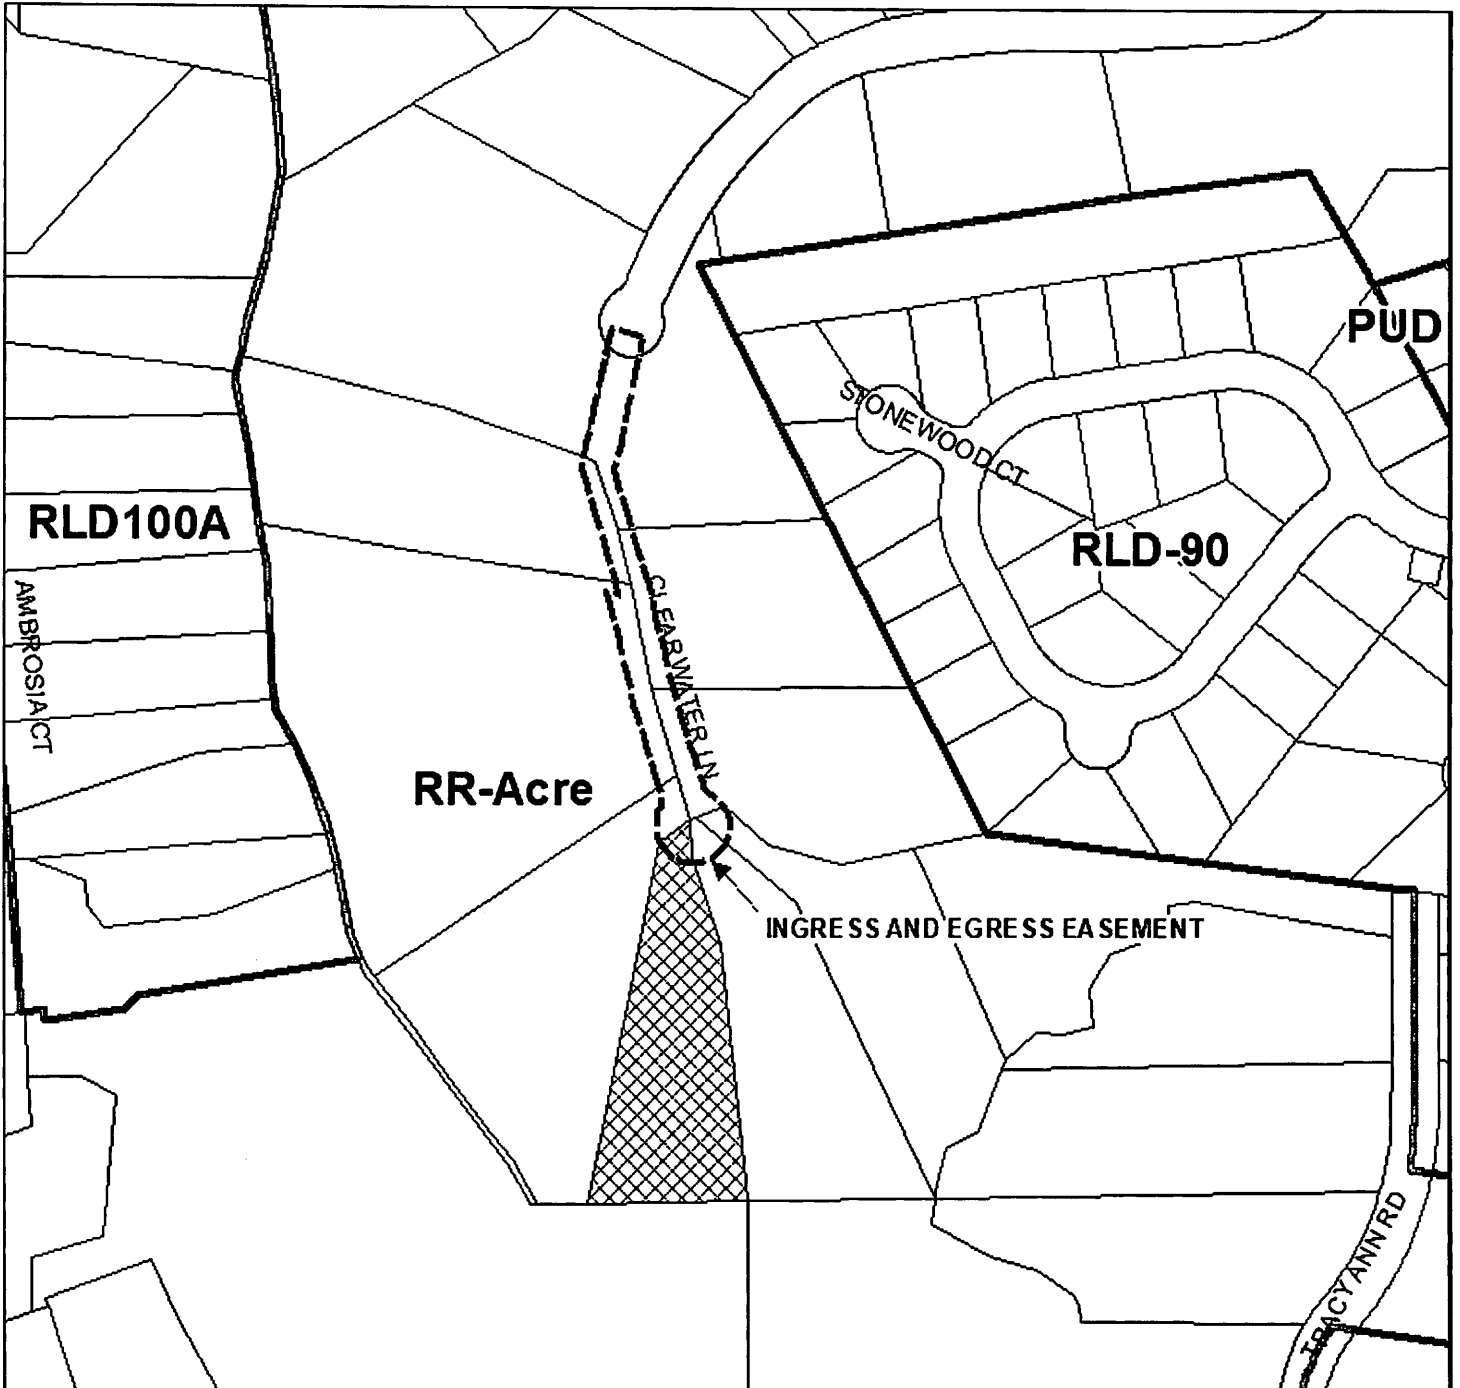 PUD
STONEWOOD CT
RLD100A
RLD-90
AMBROSIA CT
CLEARWATER LN
RR-Acre
INGRESS AND EGRESS EASEMENT
TRACY ANN RD